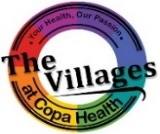 Your Health, Our Passion
The Villages
at Copa Health